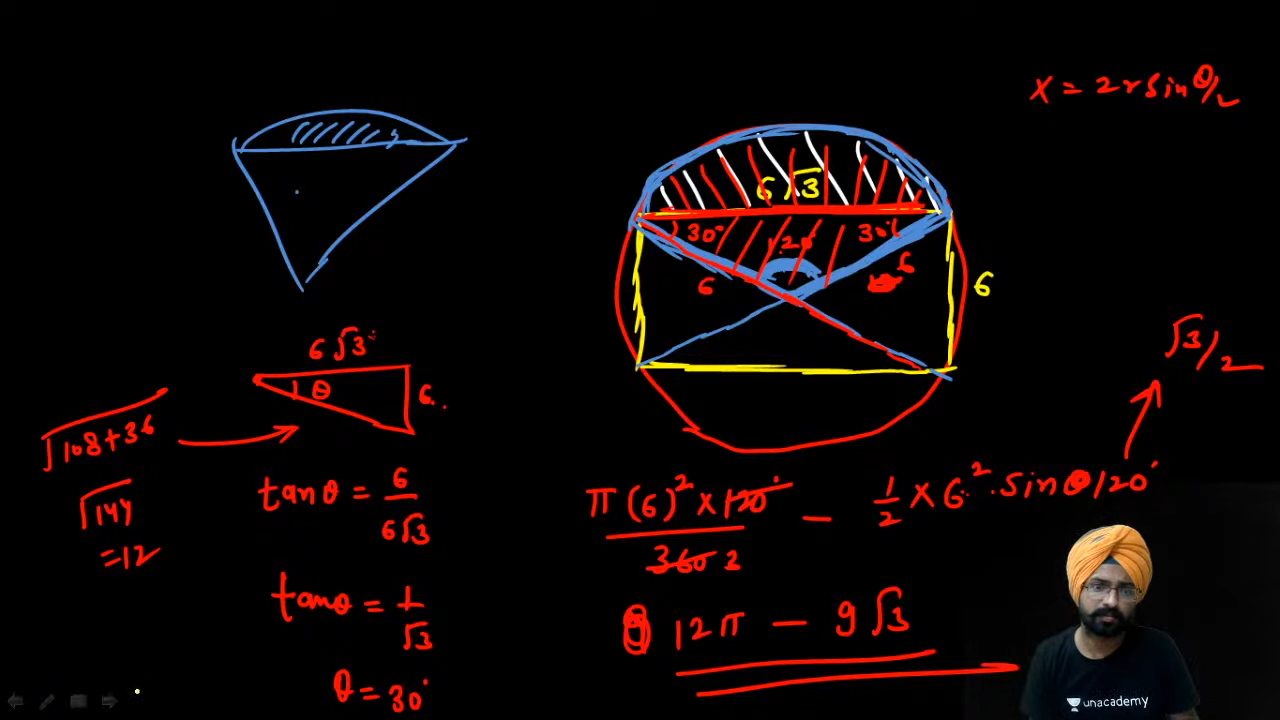 x = 2r sin θ/2
6√3
30° 120° 30°
6 6 6
6√3
θ 6
√3/2
√108+36
√144
=12
tanθ = 6/6√3
tanθ = 1/√3
θ = 30°
π(6)² × 120°/360 3 − 1/2 × 6² · sin 120°
12π − 9√3
unacademy